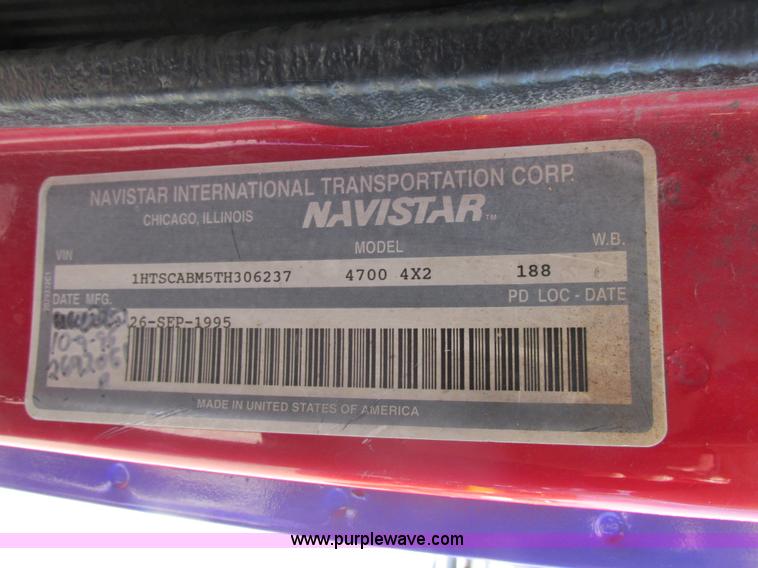 NAVISTAR INTERNATIONAL TRANSPORTATION CORP.
CHICAGO, ILLINOIS NAVISTAR™
VIN MODEL W.B.
1HTSCABM5TH306237 4700 4X2 188
DATE MFG. PD LOC - DATE
26-SEP-1995
MADE IN UNITED STATES OF AMERICA
www.purplewave.com